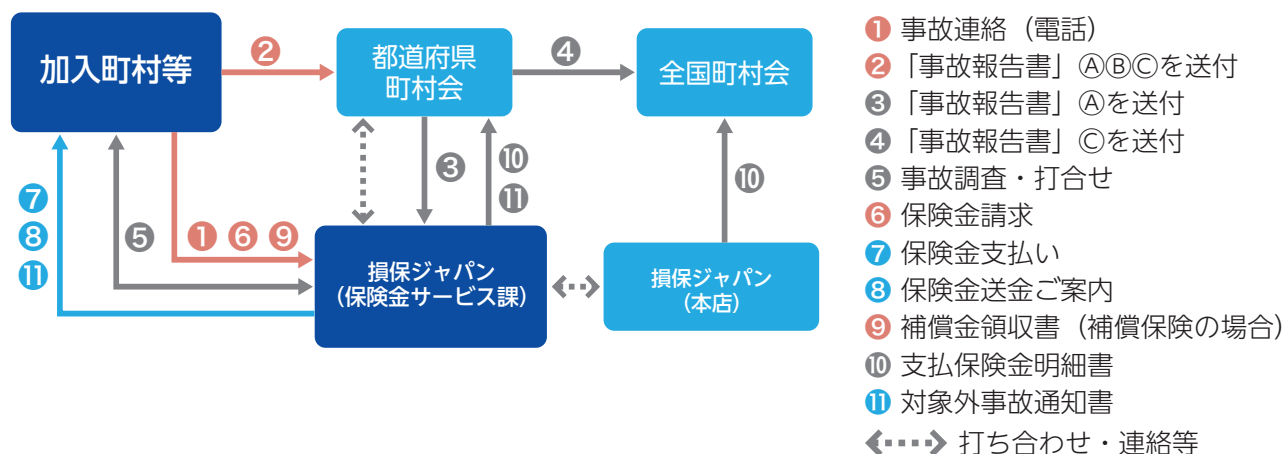 加入町村等
❷
都道府県
町村会
❹
全国町村会
❸
❿
⓫
❿
❼
❽
⓫
❺
❶ ❻ ❾
損保ジャパン
(保険金サービス課)
損保ジャパン
(本店)
❶ 事故連絡（電話）
❷「事故報告書」ⒶⒷⒸを送付
❸「事故報告書」Ⓐを送付
❹「事故報告書」Ⓒを送付
❺ 事故調査・打合せ
❻ 保険金請求
❼ 保険金支払い
❽ 保険金送金ご案内
❾ 補償金領収書（補償保険の場合）
❿ 支払保険金明細書
⓫ 対象外事故通知書
打ち合わせ・連絡等